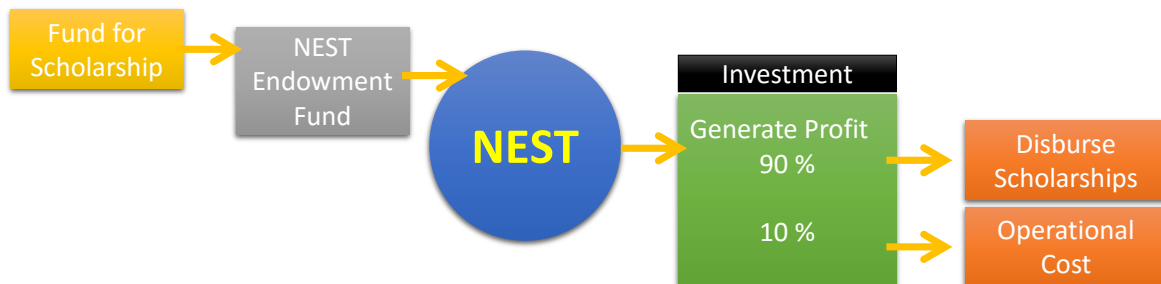 Fund for
Scholarship
NEST
Endowment
Fund
NEST
Investment
Generate Profit
90 %
10 %
Disburse
Scholarships
Operational
Cost